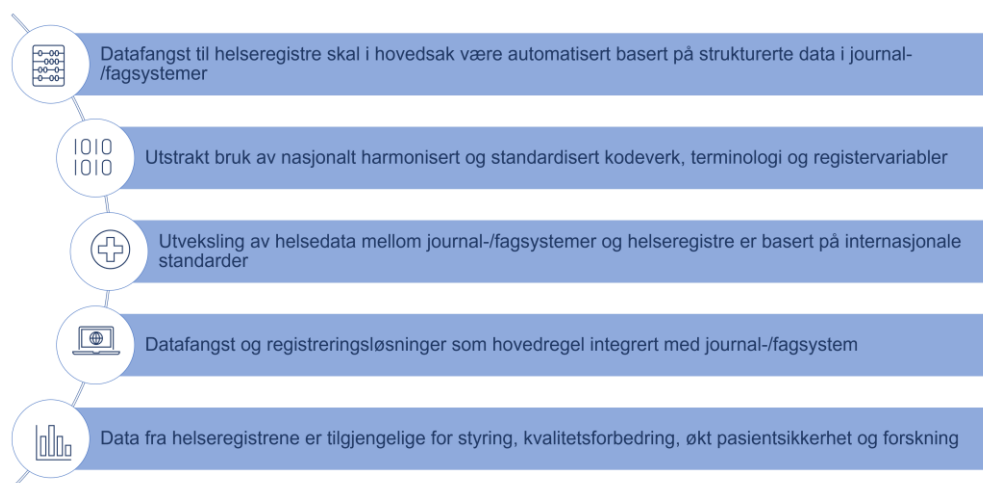 Datafangst til helseregistre skal i hovedsak være automatisert basert på strukturerte data i journal-
/fagsystemer
IOIO
IOIO
Utstrakt bruk av nasjonalt harmonisert og standardisert kodeverk, terminologi og registervariabler
Utveksling av helsedata mellom journal-/fagsystemer og helseregistre er basert på internasjonale
standarder
Datafangst og registreringsløsninger som hovedregel integrert med journal-/fagsystem
Data fra helseregistrene er tilgjengelige for styring, kvalitetsforbedring, økt pasientsikkerhet og forskning